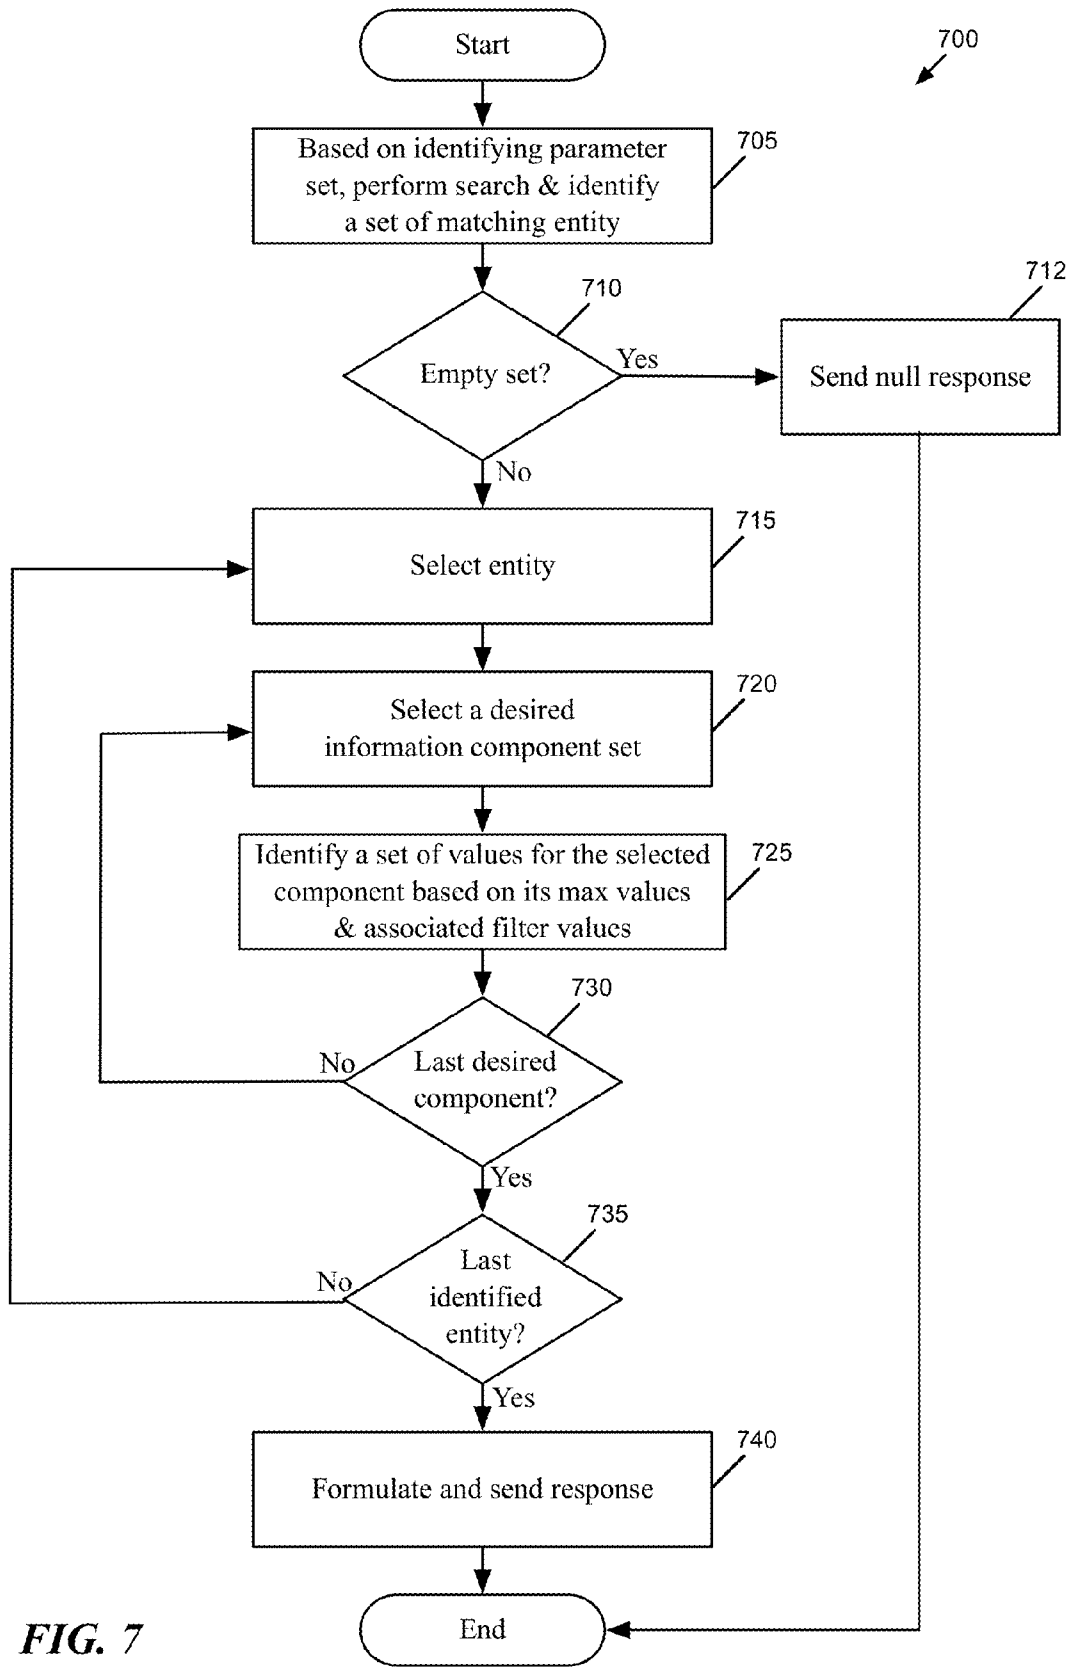 Start
700
Based on identifying parameter
set, perform search & identify
a set of matching entity
705
710
Empty set?
Yes
712
Send null response
No
Select entity
715
Select a desired
information component set
720
Identify a set of values for the selected
component based on its max values
& associated filter values
725
730
Last desired
component?
No
Yes
735
Last
identified
entity?
No
Yes
Formulate and send response
740
End
FIG. 7